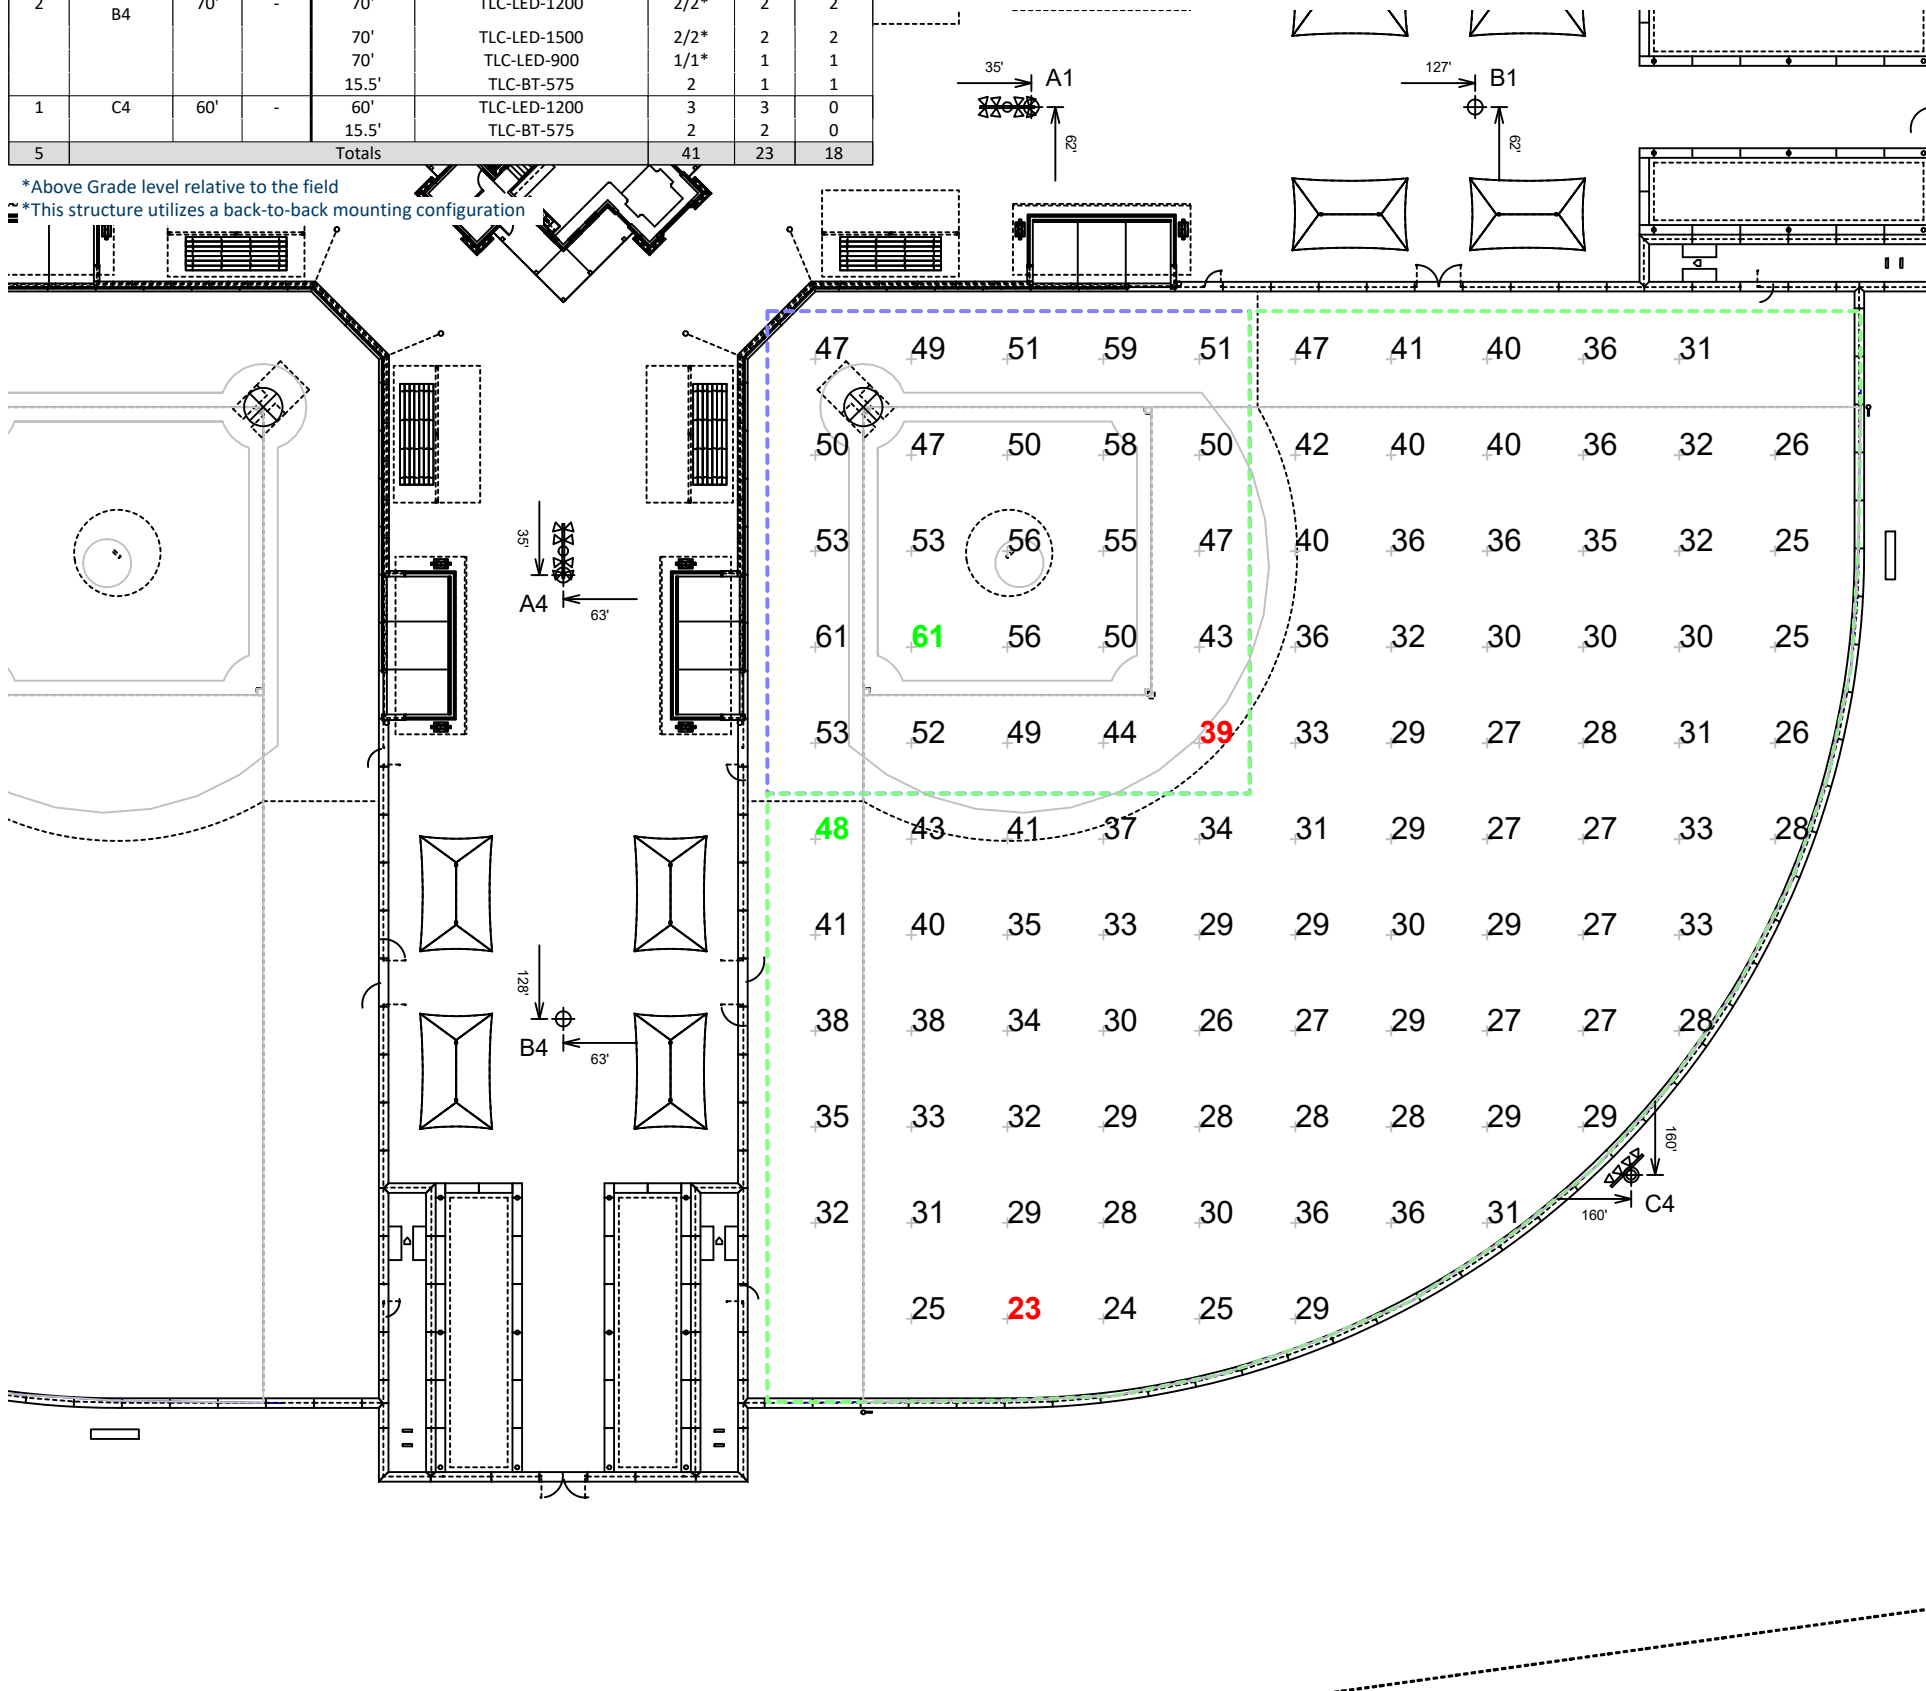 2 B4 70' - 70' TLC-LED-1200 2/2* 2 2
70' TLC-LED-1500 2/2* 2 2
70' TLC-LED-900 1/1* 1 1
15.5' TLC-BT-575 2 1 1
1 C4 60' - 60' TLC-LED-1200 3 3 0
15.5' TLC-BT-575 2 2 0
5 Totals 41 23 18
*Above Grade level relative to the field
*This structure utilizes a back-to-back mounting configuration
35' A1
62'
127' B1
62'
47 49 51 59 51 47 41 40 36 31
50 47 50 58 50 42 40 40 36 32 26
53 53 56 55 47 40 36 36 35 32 25
61 61 56 50 43 36 32 30 30 30 25
53 52 49 44 39 33 29 27 28 31 26
48 43 41 37 34 31 29 27 27 33 28
41 40 35 33 29 29 30 29 27 33
38 38 34 30 26 27 29 27 27 28
35 33 32 29 28 28 28 29 29
32 31 29 28 30 36 36 31
25 23 24 25 29
35'
A4
63'
128'
B4
63'
160'
160'
C4